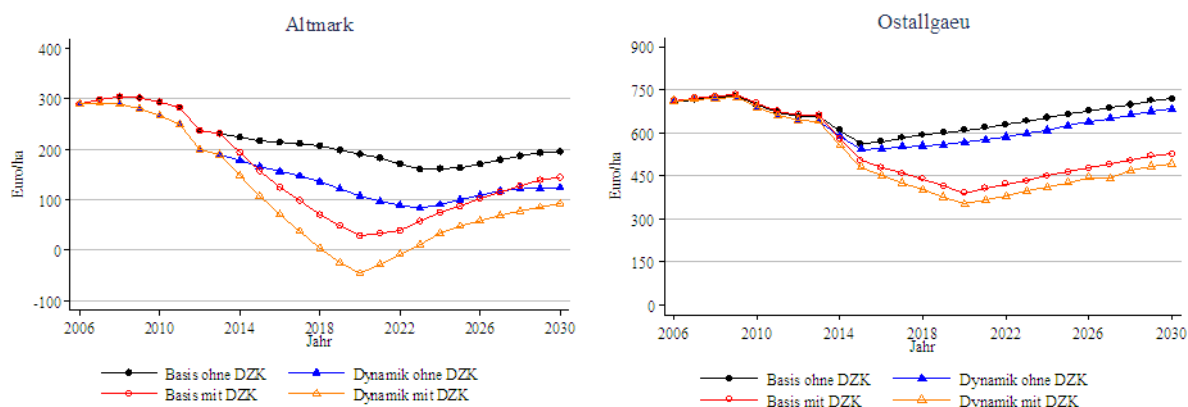 Altmark
Euro/ha
400
300
200
100
0
-100
2006 2010 2014 2018 2022 2026 2030
Jahr
Basis ohne DZK Dynamik ohne DZK
Basis mit DZK Dynamik mit DZK
Ostallgaeu
Euro/ha
900
750
600
450
300
150
0
2006 2010 2014 2018 2022 2026 2030
Jahr
Basis ohne DZK Dynamik ohne DZK
Basis mit DZK Dynamik mit DZK